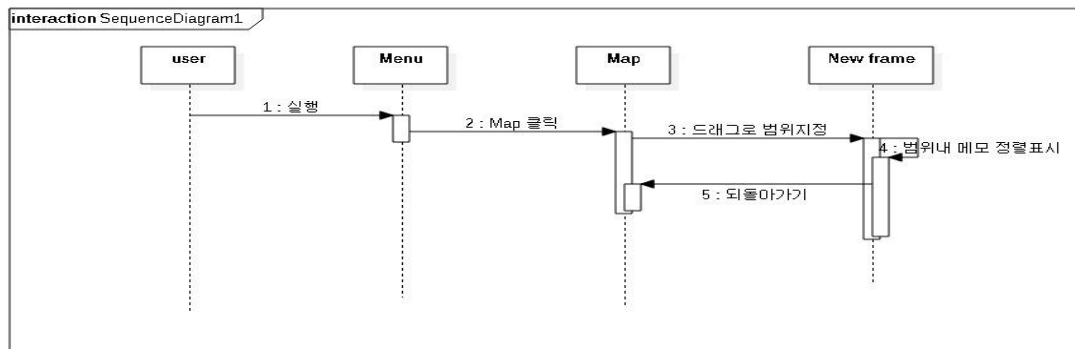 interaction SequenceDiagram1
user
Menu
Map
New frame
1 : 실행
2 : Map 클릭
3 : 드래그로 범위지정
4 : 범위내 메모 정렬표시
5 : 되돌아가기